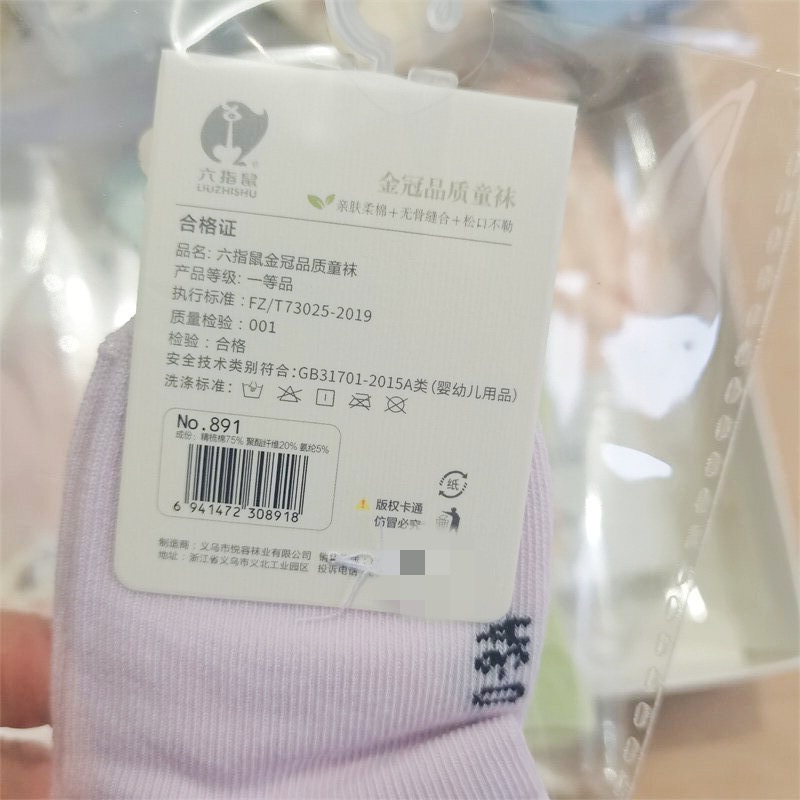 六指鼠
LIUZHISHU
金冠品质童袜
亲肤柔棉+无骨缝合+松口不勒
合格证
品名: 六指鼠金冠品质童袜
产品等级: 一等品
执行标准：FZ/T73025-2019
质量检验：001
检验：合格
安全技术类别符合:GB31701-2015A类(婴幼儿用品)
洗涤标准:
No.891
成份：精梳棉75% 聚酯纤维20% 氨纶5%
6 941472 308918
纸
版权卡通
仿冒必究
制造商：义乌市悦容袜业有限公司
地址：浙江省义乌市义北工业园区 投诉电话